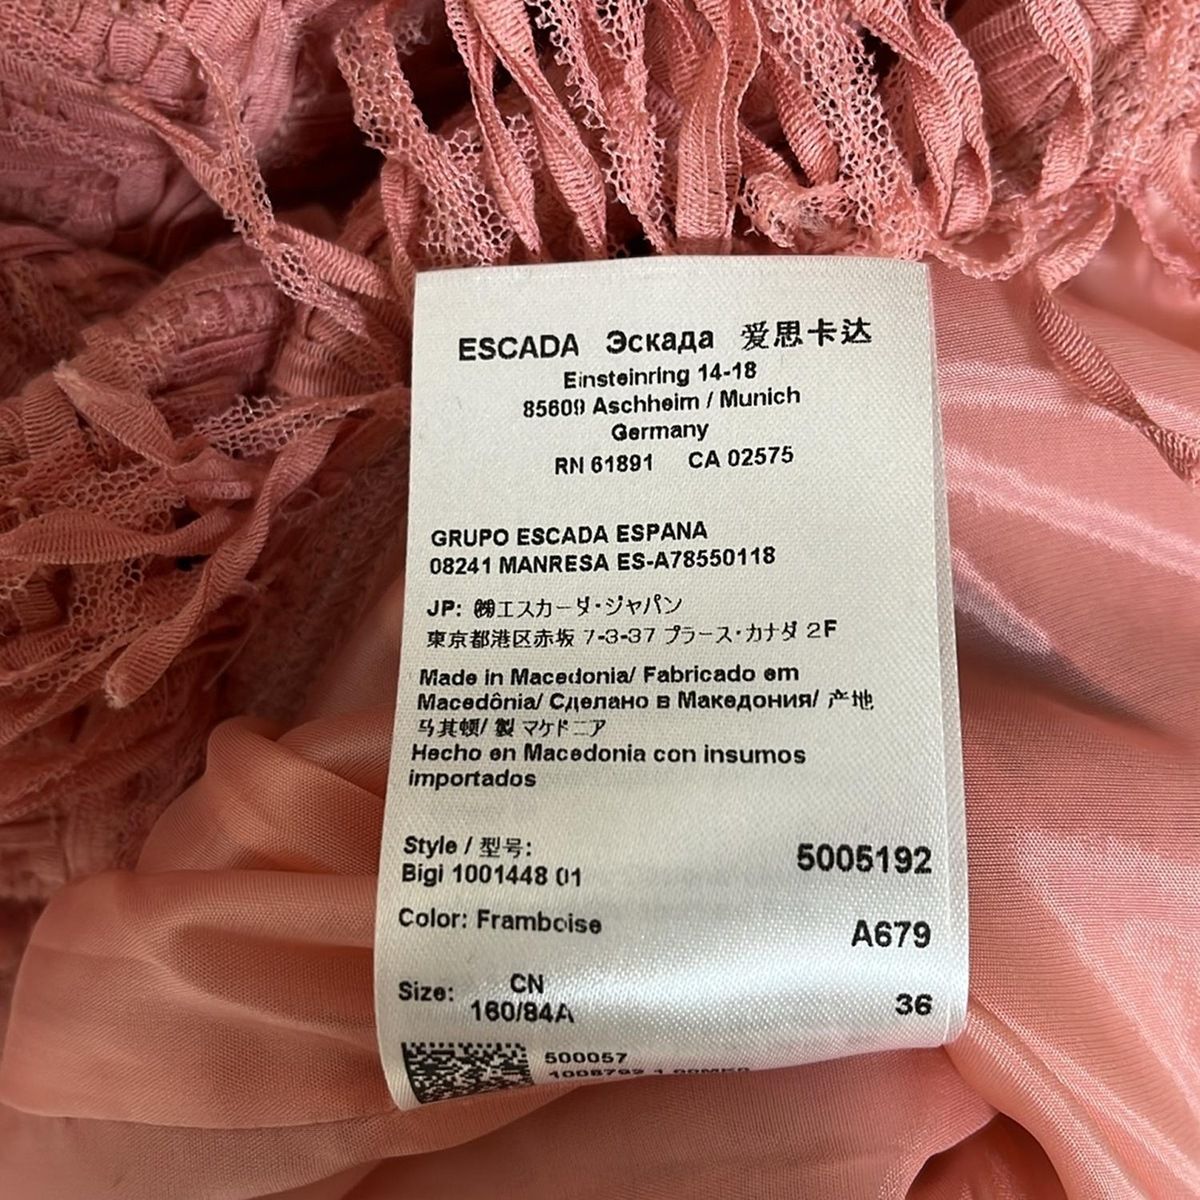 ESCADA Эскада 爱思卡达
Einsteinring 14-18
85609 Aschheim / Munich
Germany
RN 61891 CA 02575
GRUPO ESCADA ESPANA
08241 MANRESA ES-A78550118
JP: ㈱エスカーダ・ジャパン
東京都港区赤坂 7-3-37 プラース・カナダ 2F
Made in Macedonia/ Fabricado em
Macedônia/ Сделано в Македония/ 产地
马其顿/ 製 マケドニア
Hecho en Macedonia con insumos
importados
Style / 型号:
5005192
Bigi 1001448 01
Color: Framboise
A679
Size: CN
160/84A
36
500057